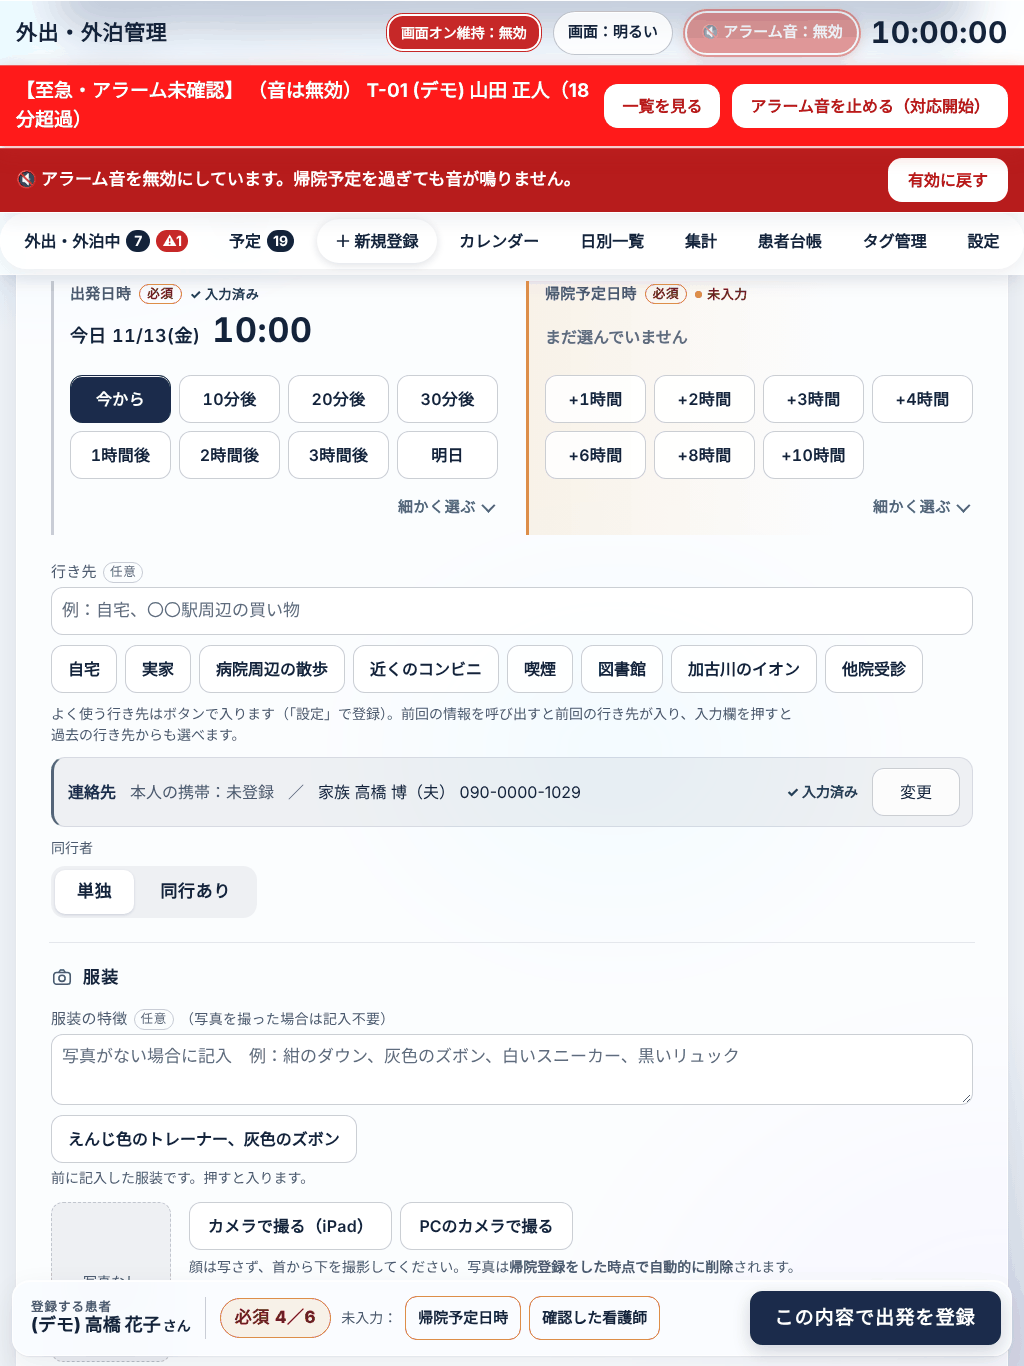 外出・外泊管理
画面オン維持：無効
画面：明るい
🔇 アラーム音：無効
10:00:00
【至急・アラーム未確認】 （音は無効） T-01 (デモ) 山田 正人（18
分超過）
一覧を見る
アラーム音を止める（対応開始）
🔇 アラーム音を無効にしています。帰院予定を過ぎても音が鳴りません。
有効に戻す
外出・外泊中 7 ⚠1
予定 19
＋新規登録
カレンダー
日別一覧
集計
患者台帳
タグ管理
設定
出発日時 必須 ✓ 入力済み
今日 11/13(金) 10:00
今から
10分後
20分後
30分後
1時間後
2時間後
3時間後
明日
細かく選ぶ
帰院予定日時 必須 ● 未入力
まだ選んでいません
+1時間
+2時間
+3時間
+4時間
+6時間
+8時間
+10時間
細かく選ぶ
行き先 任意
例：自宅、〇〇駅周辺の買い物
自宅
実家
病院周辺の散歩
近くのコンビニ
喫煙
図書館
加古川のイオン
他院受診
よく使う行き先はボタンで入ります（「設定」で登録）。前回の情報を呼び出すと前回の行き先が入り、入力欄を押すと
過去の行き先からも選べます。
連絡先 本人の携帯：未登録 ／ 家族 高橋 博（夫） 090-0000-1029
✓ 入力済み
変更
同行者
単独
同行あり
服装
服装の特徴 任意 （写真を撮った場合は記入不要）
写真がない場合に記入　例：紺のダウン、灰色のズボン、白いスニーカー、黒いリュック
えんじ色のトレーナー、灰色のズボン
前に記入した服装です。押すと入ります。
カメラで撮る（iPad）
PCのカメラで撮る
顔は写さず、首から下を撮影してください。写真は帰院登録をした時点で自動的に削除されます。
登録する患者
(デモ) 高橋 花子 さん
必須 4／6
未入力：
帰院予定日時
確認した看護師
この内容で出発を登録